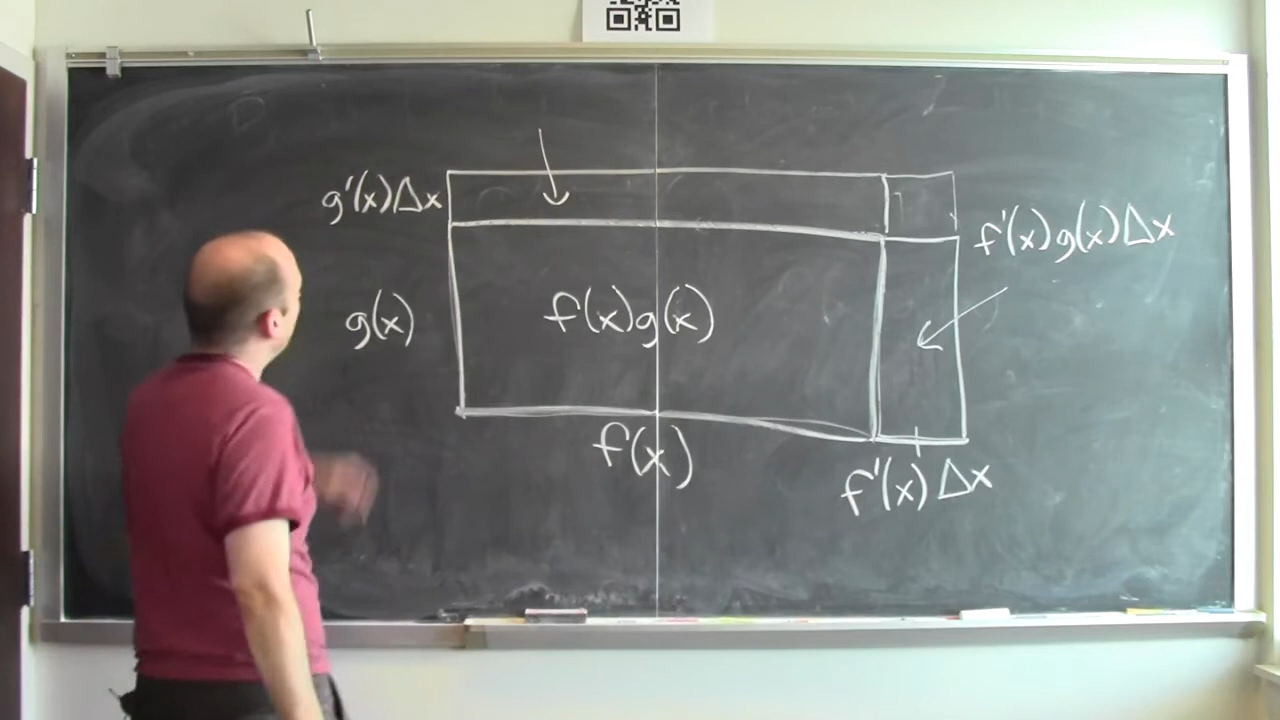 g'(x)Δx
f'(x)g(x)Δx
g(x)
f(x)g(x)
f(x)
f'(x)Δx